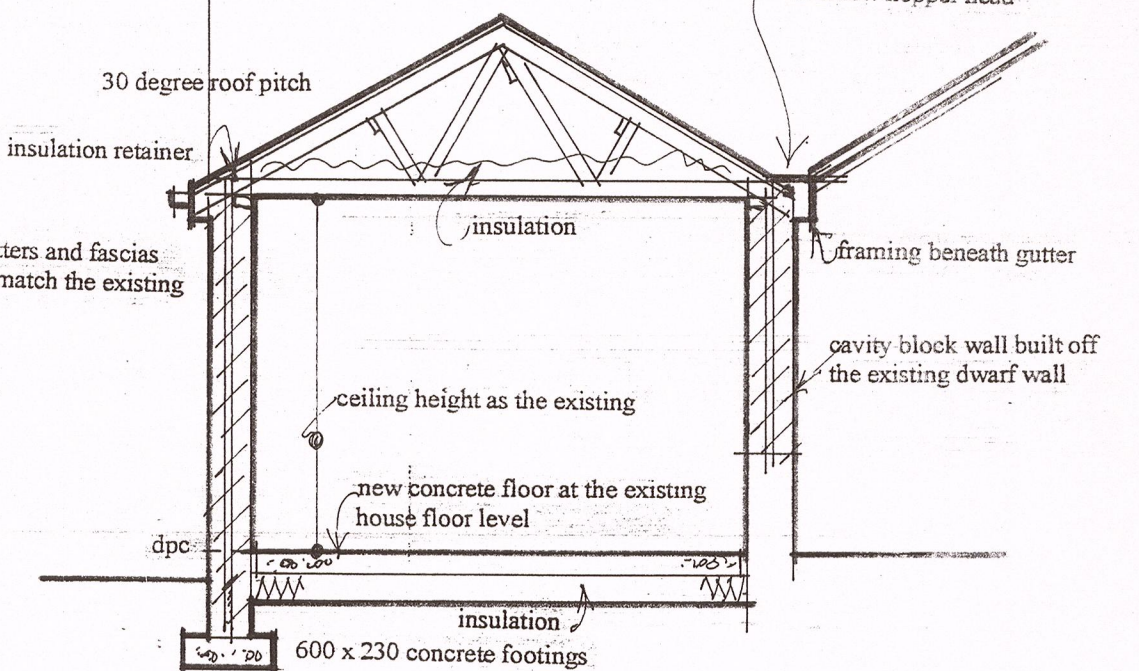 30 degree roof pitch
insulation retainer
insulation
framing beneath gutter
and fascias
match the existing
cavity block wall built off
the existing dwarf wall
ceiling height as the existing
new concrete floor at the existing
house floor level
dpc
insulation
600 x 230 concrete footings